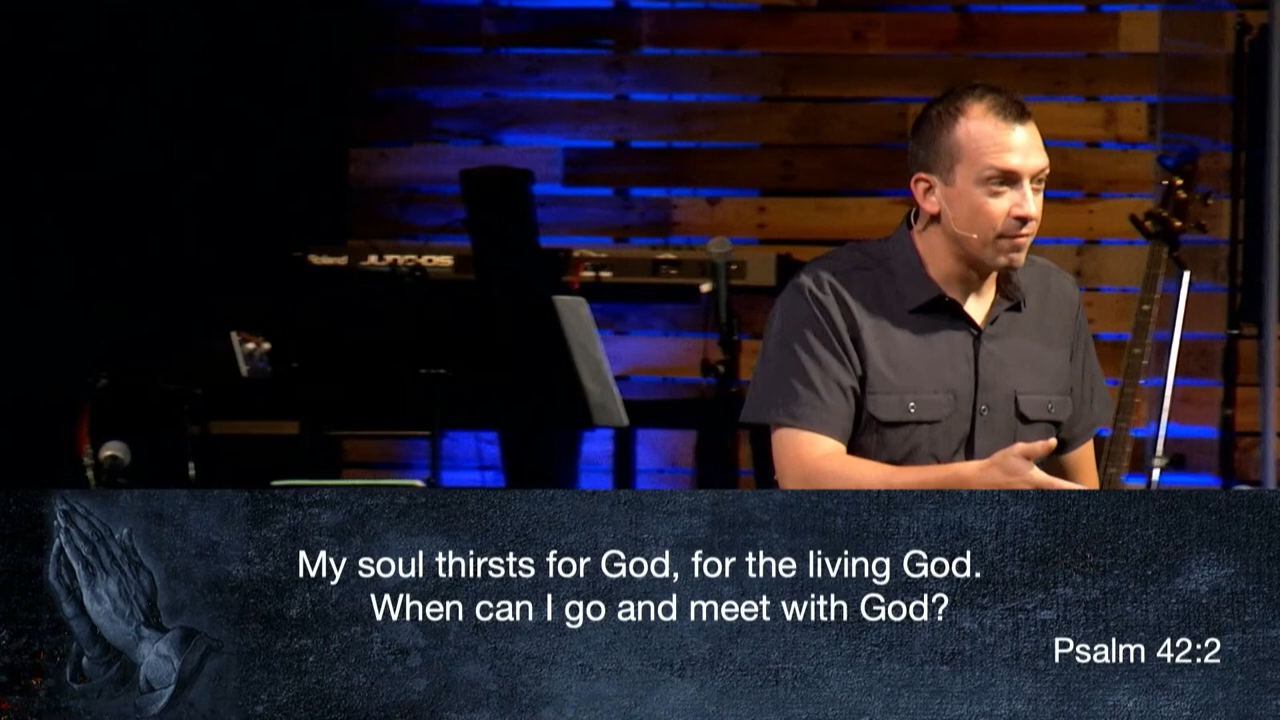 Roland JUNO-DS
My soul thirsts for God, for the living God.
When can I go and meet with God?
Psalm 42:2